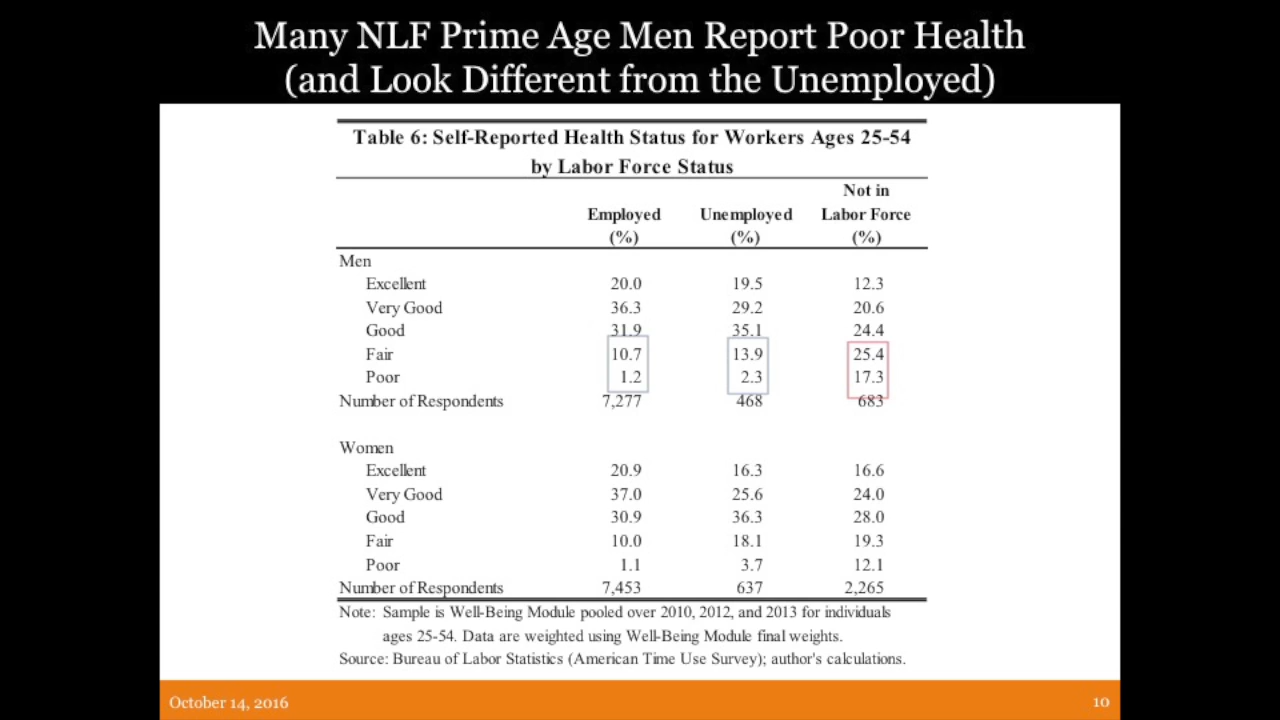 Many NLF Prime Age Men Report Poor Health
(and Look Different from the Unemployed)
Table 6: Self-Reported Health Status for Workers Ages 25-54
by Labor Force Status
Not in
Employed Unemployed Labor Force
(%) (%) (%)
Men
Excellent 20.0 19.5 12.3
Very Good 36.3 29.2 20.6
Good 31.9 35.1 24.4
Fair 10.7 13.9 25.4
Poor 1.2 2.3 17.3
Number of Respondents 7,277 468 683
Women
Excellent 20.9 16.3 16.6
Very Good 37.0 25.6 24.0
Good 30.9 36.3 28.0
Fair 10.0 18.1 19.3
Poor 1.1 3.7 12.1
Number of Respondents 7,453 637 2,265
Note: Sample is Well-Being Module pooled over 2010, 2012, and 2013 for individuals
ages 25-54. Data are weighted using Well-Being Module final weights.
Source: Bureau of Labor Statistics (American Time Use Survey); author's calculations.
October 14, 2016 10